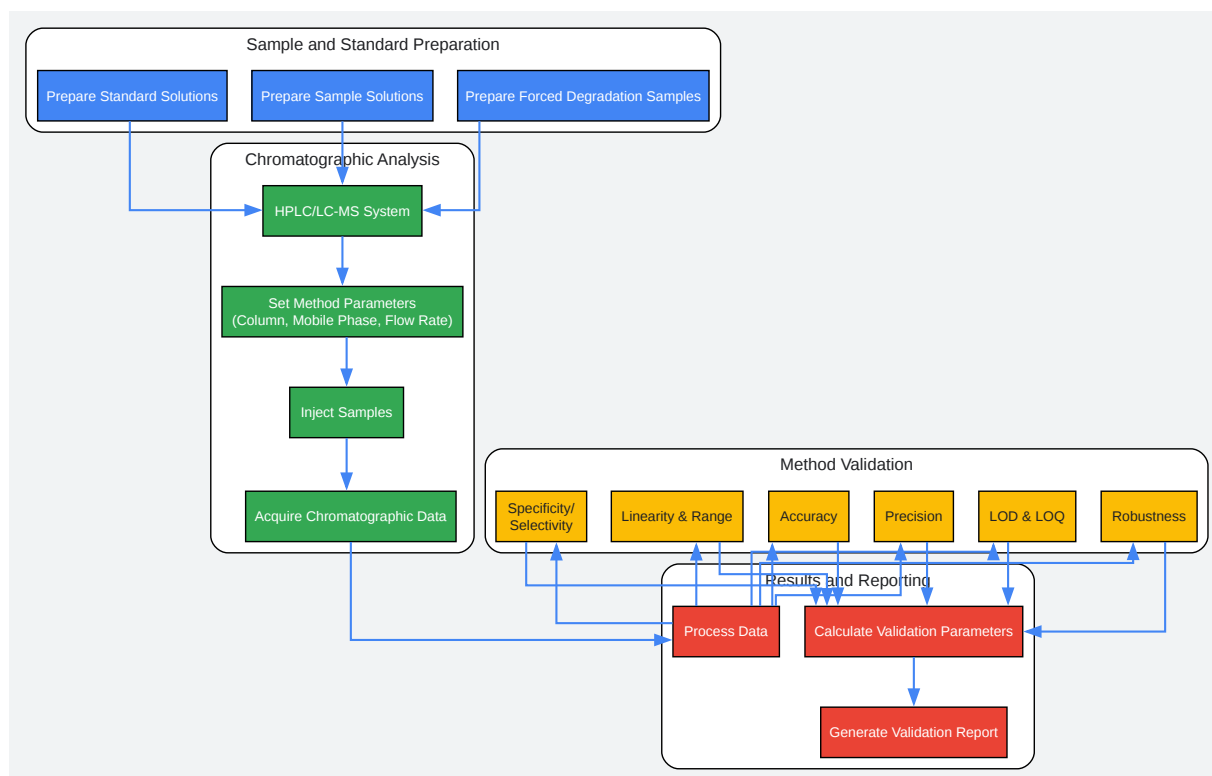 Sample and Standard Preparation
Prepare Standard Solutions
Prepare Sample Solutions
Prepare Forced Degradation Samples
Chromatographic Analysis
HPLC/LC-MS System
Set Method Parameters
(Column, Mobile Phase, Flow Rate)
Inject Samples
Acquire Chromatographic Data
Method Validation
Specificity/
Selectivity
Linearity & Range
Accuracy
Precision
LOD & LOQ
Robustness
Results and Reporting
Process Data
Calculate Validation Parameters
Generate Validation Report